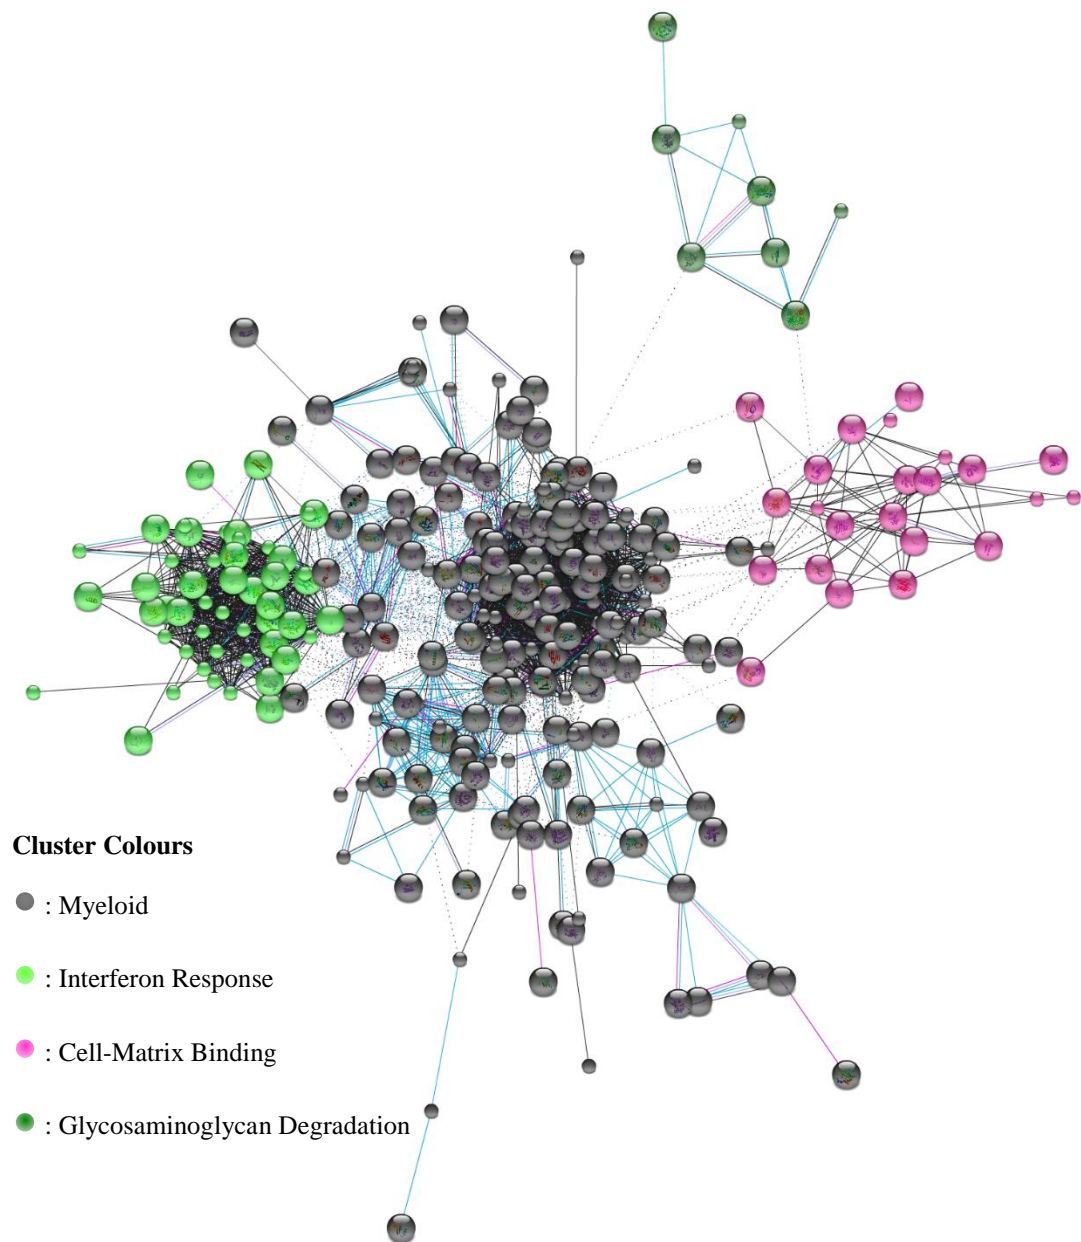 Cluster Colours
: Myeloid
: Interferon Response
: Cell-Matrix Binding
: Glycosaminoglycan Degradation